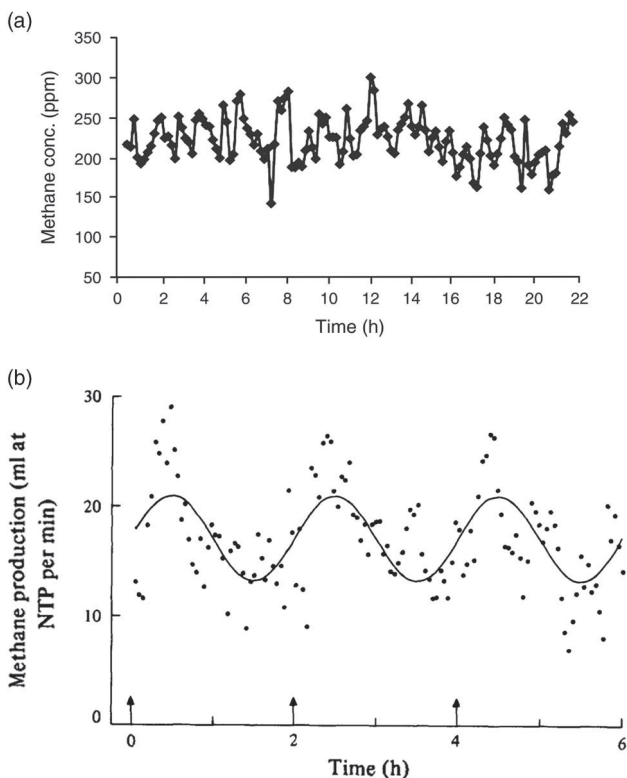 (a)
Methane conc. (ppm)
350
300
250
200
150
100
50
0 2 4 6 8 10 12 14 16 18 20 22
Time (h)
(b)
Methane production (ml at
NTP per min)
30
20
10
0
0 2 4 6
Time (h)